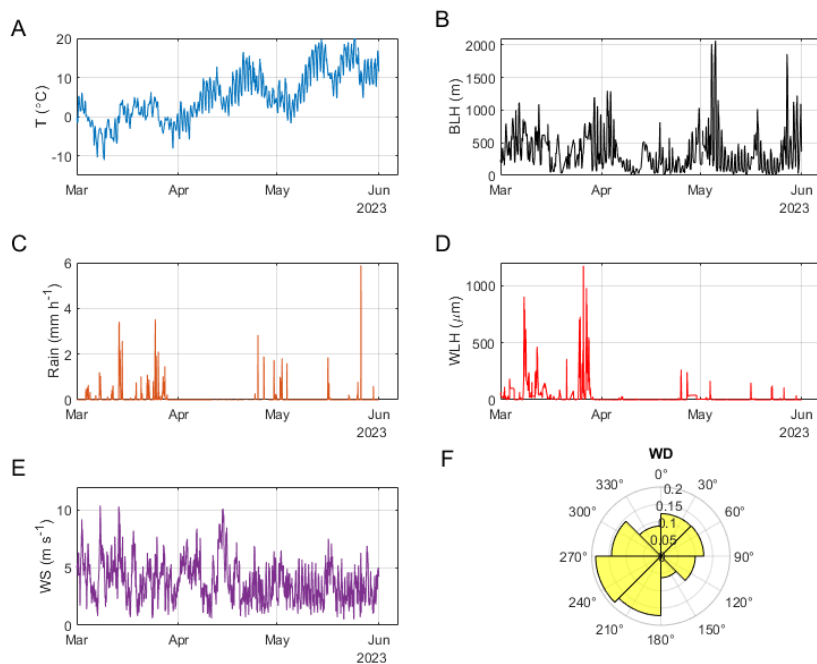 A
T (°C)
20
10
0
-10
Mar
Apr
May
Jun
2023
B
BLH (m)
2000
1500
1000
500
0
Mar
Apr
May
Jun
2023
C
Rain (mm h⁻¹)
6
4
2
0
Mar
Apr
May
Jun
2023
D
WLH (μm)
1000
500
0
Mar
Apr
May
Jun
2023
E
WS (m s⁻¹)
10
5
0
Mar
Apr
May
Jun
2023
F
WD
0°
30°
60°
90°
120°
150°
180°
210°
240°
270°
300°
330°
0.2
0.15
0.1
0.05